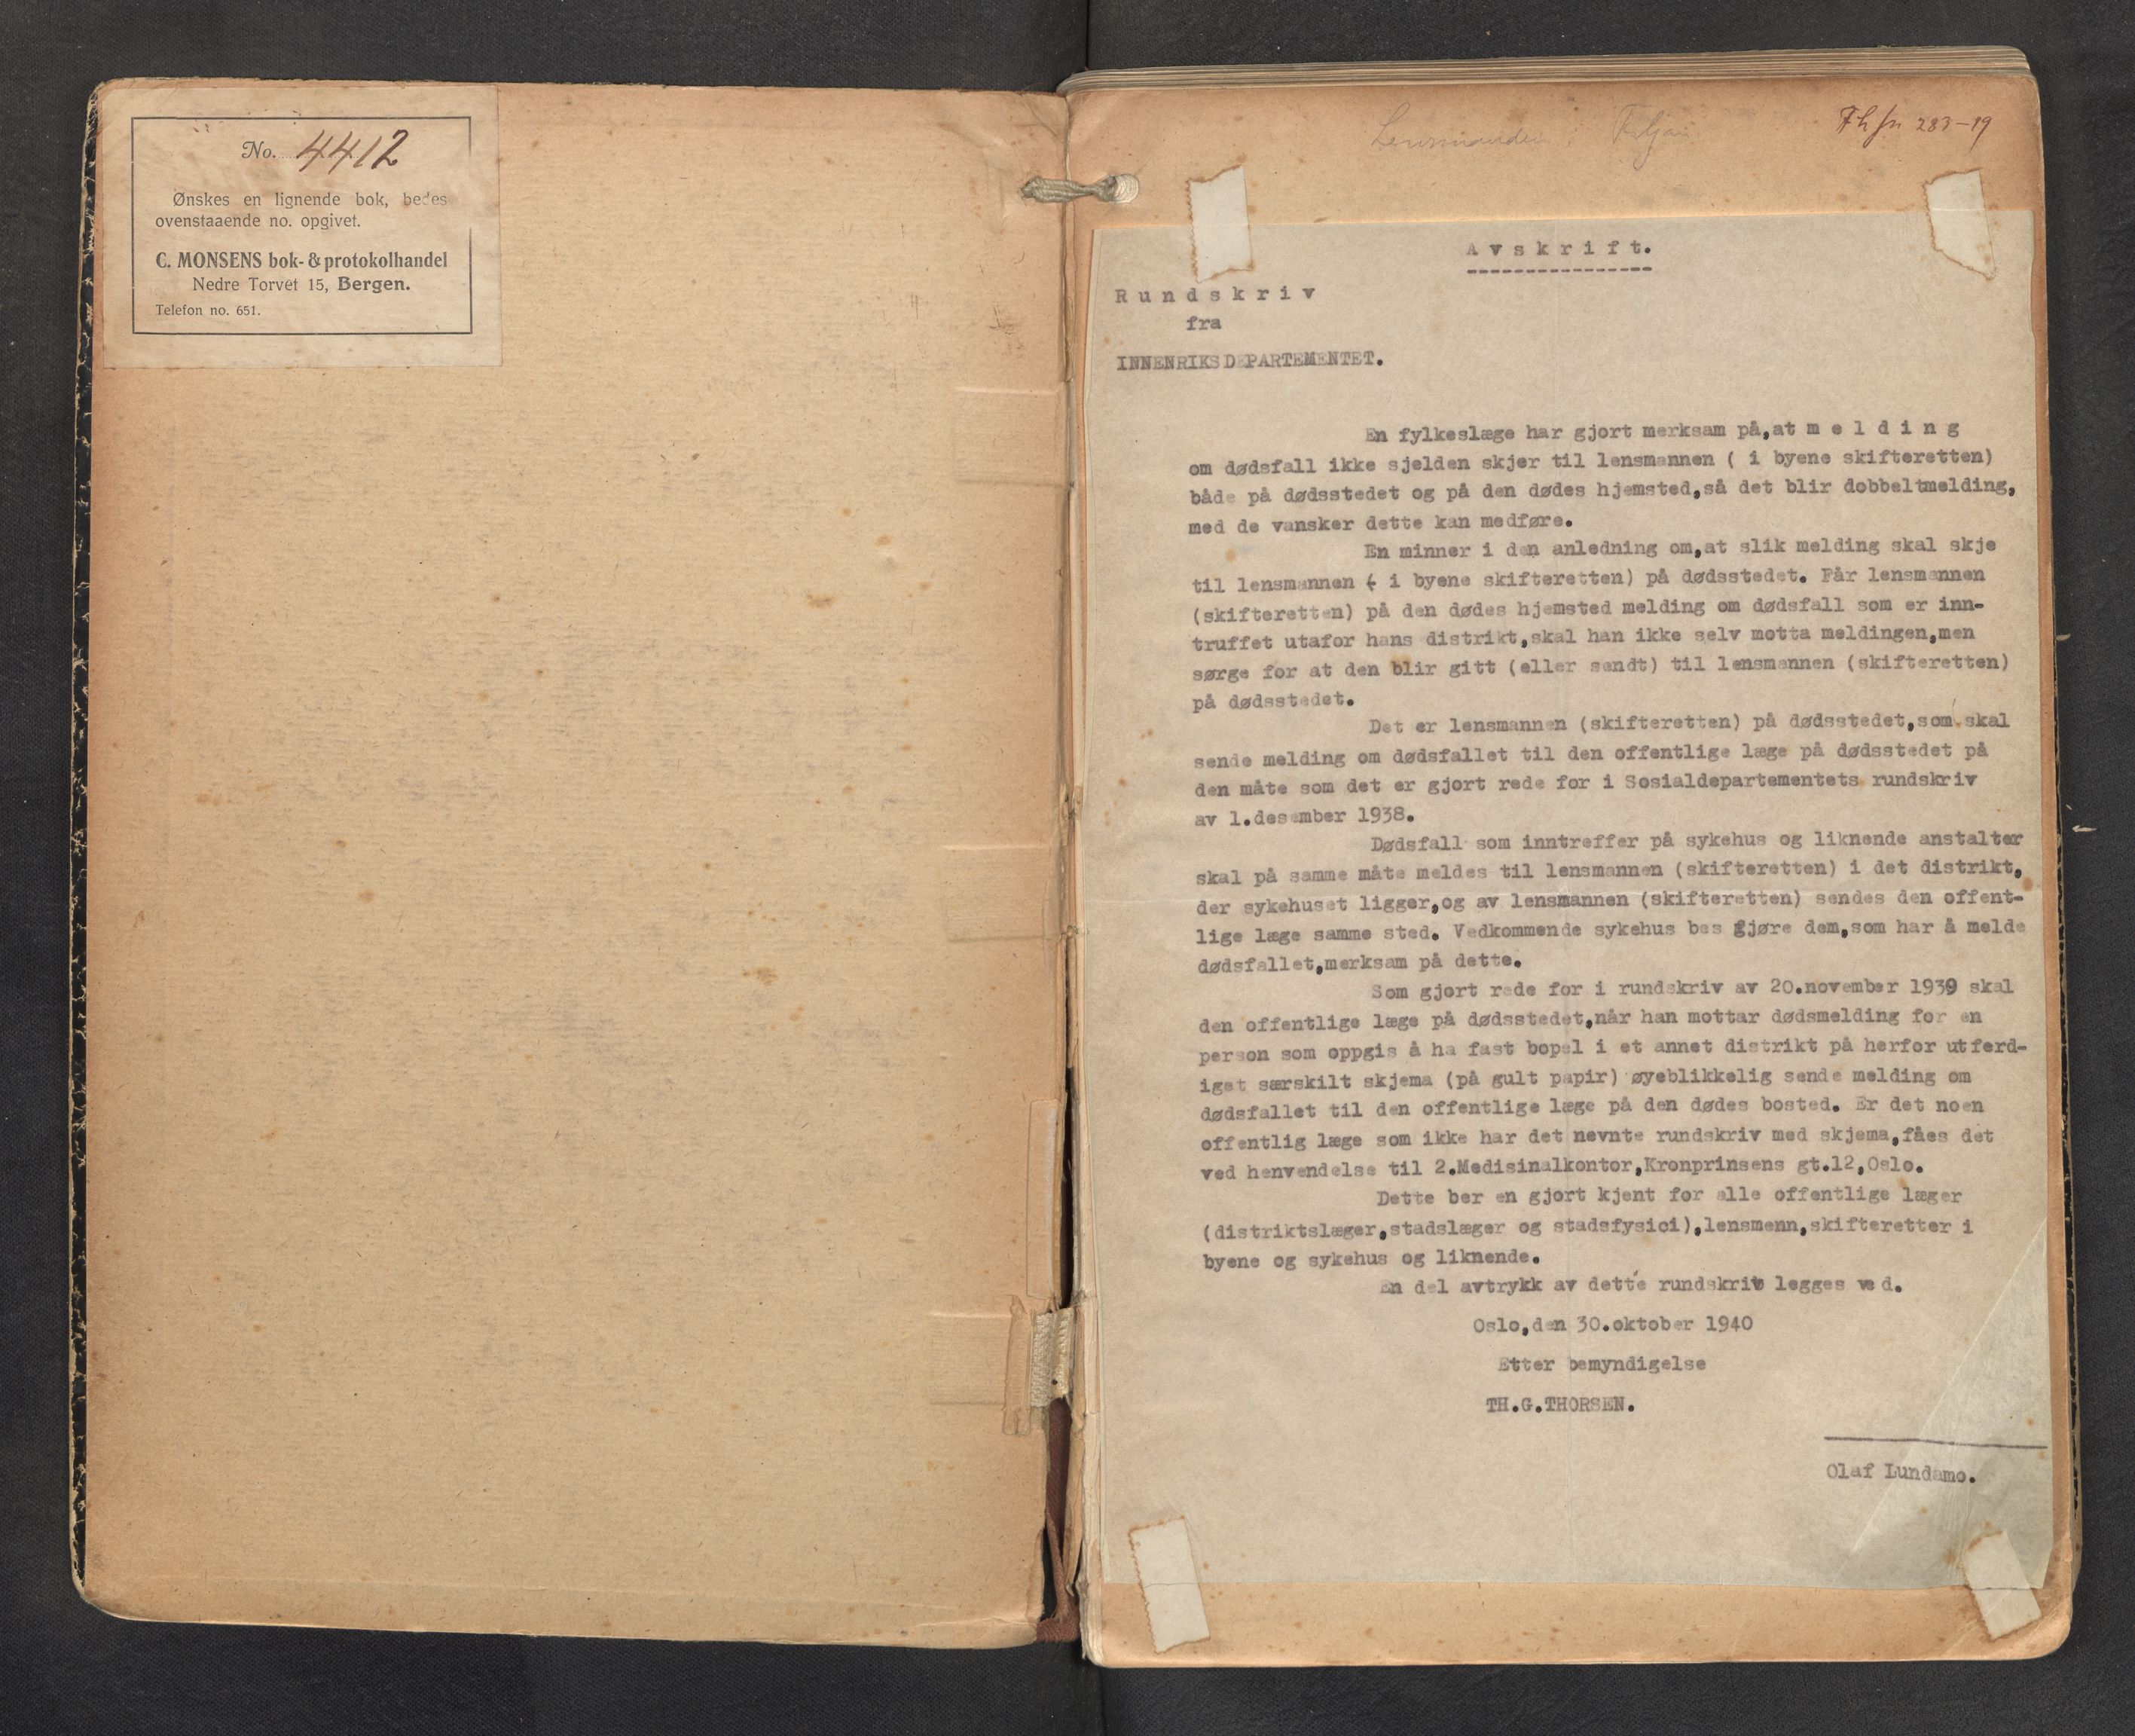 No. 4412
Ønskes en lignende bok, bedes
ovenstaaende no. opgivet.
C. MONSENS bok- & protokolhandel
Nedre Torvet 15, Bergen.
Telefon no. 651.
Lensmanden i
283-19
Avskrift.
Rundskriv
fra
INNENRIKSDEPARTEMENTET.
En fylkeslæge har gjort merksam på,at m e l d i n g
om dødsfall ikke sjelden skjer til lensmannen ( i byene skifteretten)
både på dødsstedet og på den dødes hjemsted,så det blir dobbeltmelding,
med de vansker dette kan medføre.
En minner i den anledning om,at slik melding skal skje
til lensmannen ( i byene skifteretten) på dødsstedet. Får lensmannen
(skifteretten) på den dødes hjemsted melding om dødsfall som er inn-
truffet utafor hans distrikt,skal han ikke selv motta meldingen,men
sørge for at den blir gitt (eller sendt) til lensmannen (skifteretten)
på dødsstedet.
Det er lensmannen (skifteretten) på dødsstedet,som skal
sende melding om dødsfallet til den offentlige læge på dødsstedet på
den måte som det er gjort rede for i Sosialdepartementets rundskriv
av 1.desember 1938.
Dødsfall som inntreffer på sykehus og liknende anstalter
skal på samme måte meldes til lensmannen (skifteretten) i det distrikt,
der sykehuset ligger,og av lensmannen (skifteretten) sendes den offent-
lige læge samme sted. Vedkommende sykehus bes gjøre dem,som har å melde
dødsfallet,merksam på dette.
Som gjort rede for i rundskriv av 20.november 1939 skal
den offentlige læge på dødsstedet,når han mottar dødsmelding for en
person som oppgis å ha fast bopel i et annet distrikt på herfor utferd-
iget særskilt skjema (på gult papir) øyeblikkelig sende melding om
dødsfallet til den offentlige læge på den dødes bosted. Er det noen
offentlig læge som ikke har det nevnte rundskriv med skjema,fåes det
ved henvendelse til 2.Medisinalkontor,Kronprinsens gt.12,Oslo.
Dette ber en gjort kjent for alle offentlige læger
(distriktslæger,stadslæger og stadsfysici),lensmenn,skifteretter i
byene og sykehus og liknende.
En del avtrykk av dette rundskriv legges ved.
Oslo,den 30.oktober 1940
Etter bemyndigelse
TH.G.THORSEN.
Olaf Lundamo.